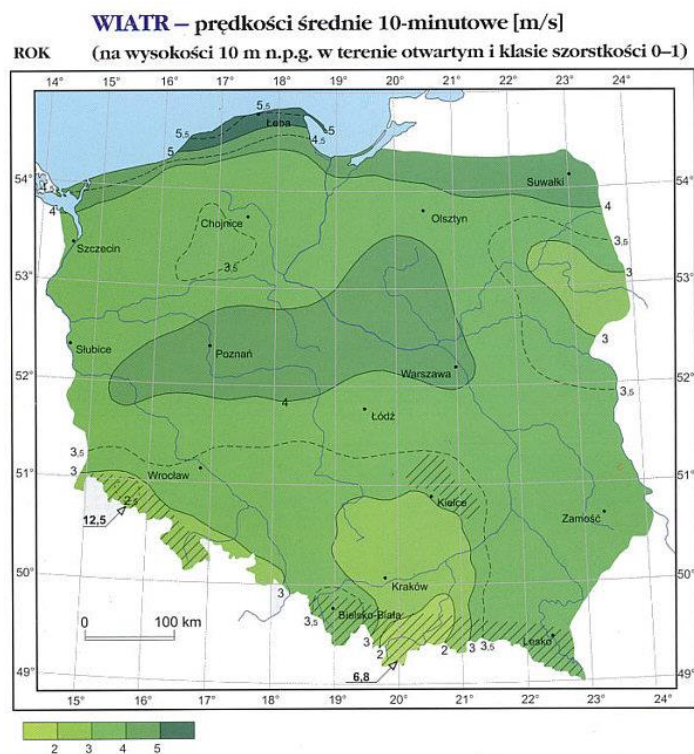 WIATR – prędkości średnie 10-minutowe [m/s]
ROK (na wysokości 10 m n.p.g. w terenie otwartym i klasie szorstkości 0–1)
14° 15° 16° 17° 18° 19° 20° 21° 22° 23° 24°
5,5
Łeba
5,5 5
5 4,5
54° 54°
4,5 Suwałki
4 4
Chojnice Olsztyn
3,5
Szczecin
3,5 3
53° 53°
3
Słubice Poznań
52° Warszawa 52°
3,5
4
Łódź
3,5
51° 3 Wrocław 51°
2,5 Kielce
12,5 Zamość
50° 50°
3 Kraków
0 100 km
3,5 Bielsko-Biała
3 2 3 3,5 Lesko
2
49° 6,8 49°
15° 16° 17° 18° 19° 20° 21° 22° 23°
2 3 4 5